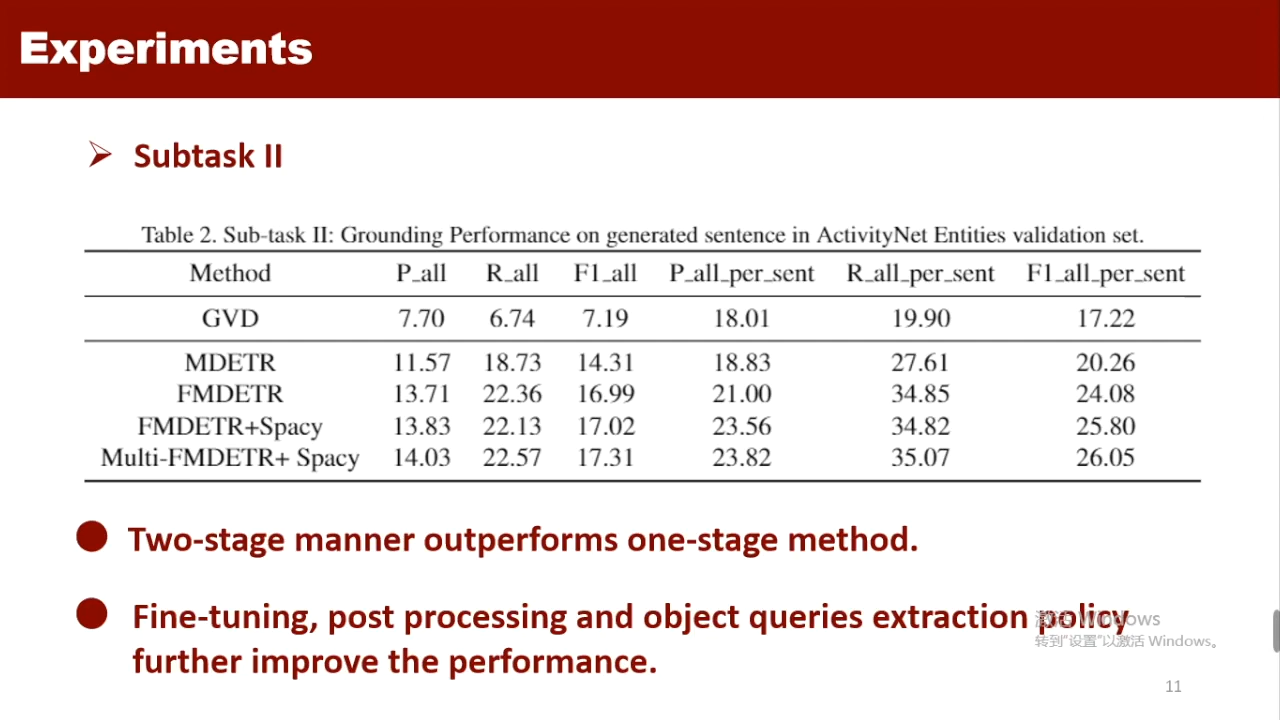 Experiments
Subtask II
Table 2. Sub-task II: Grounding Performance on generated sentence in ActivityNet Entities validation set.
Method P_all R_all F1_all P_all_per_sent R_all_per_sent F1_all_per_sent
GVD 7.70 6.74 7.19 18.01 19.90 17.22
MDETR 11.57 18.73 14.31 18.83 27.61 20.26
FMDETR 13.71 22.36 16.99 21.00 34.85 24.08
FMDETR+Spacy 13.83 22.13 17.02 23.56 34.82 25.80
Multi-FMDETR+ Spacy 14.03 22.57 17.31 23.82 35.07 26.05
Two-stage manner outperforms one-stage method.
Fine-tuning, post processing and object queries extraction policy
further improve the performance.
激活 Windows
转到"设置"以激活 Windows。
11